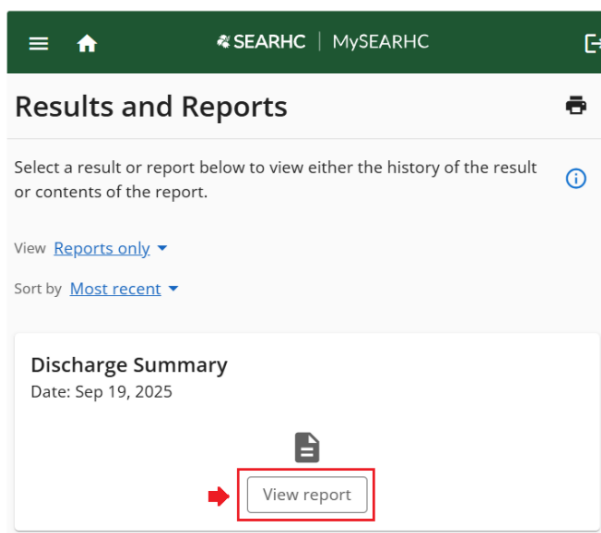 SEARHC | MySEARHC
Results and Reports
Select a result or report below to view either the history of the result
or contents of the report.
View Reports only
Sort by Most recent
Discharge Summary
Date: Sep 19, 2025
View report